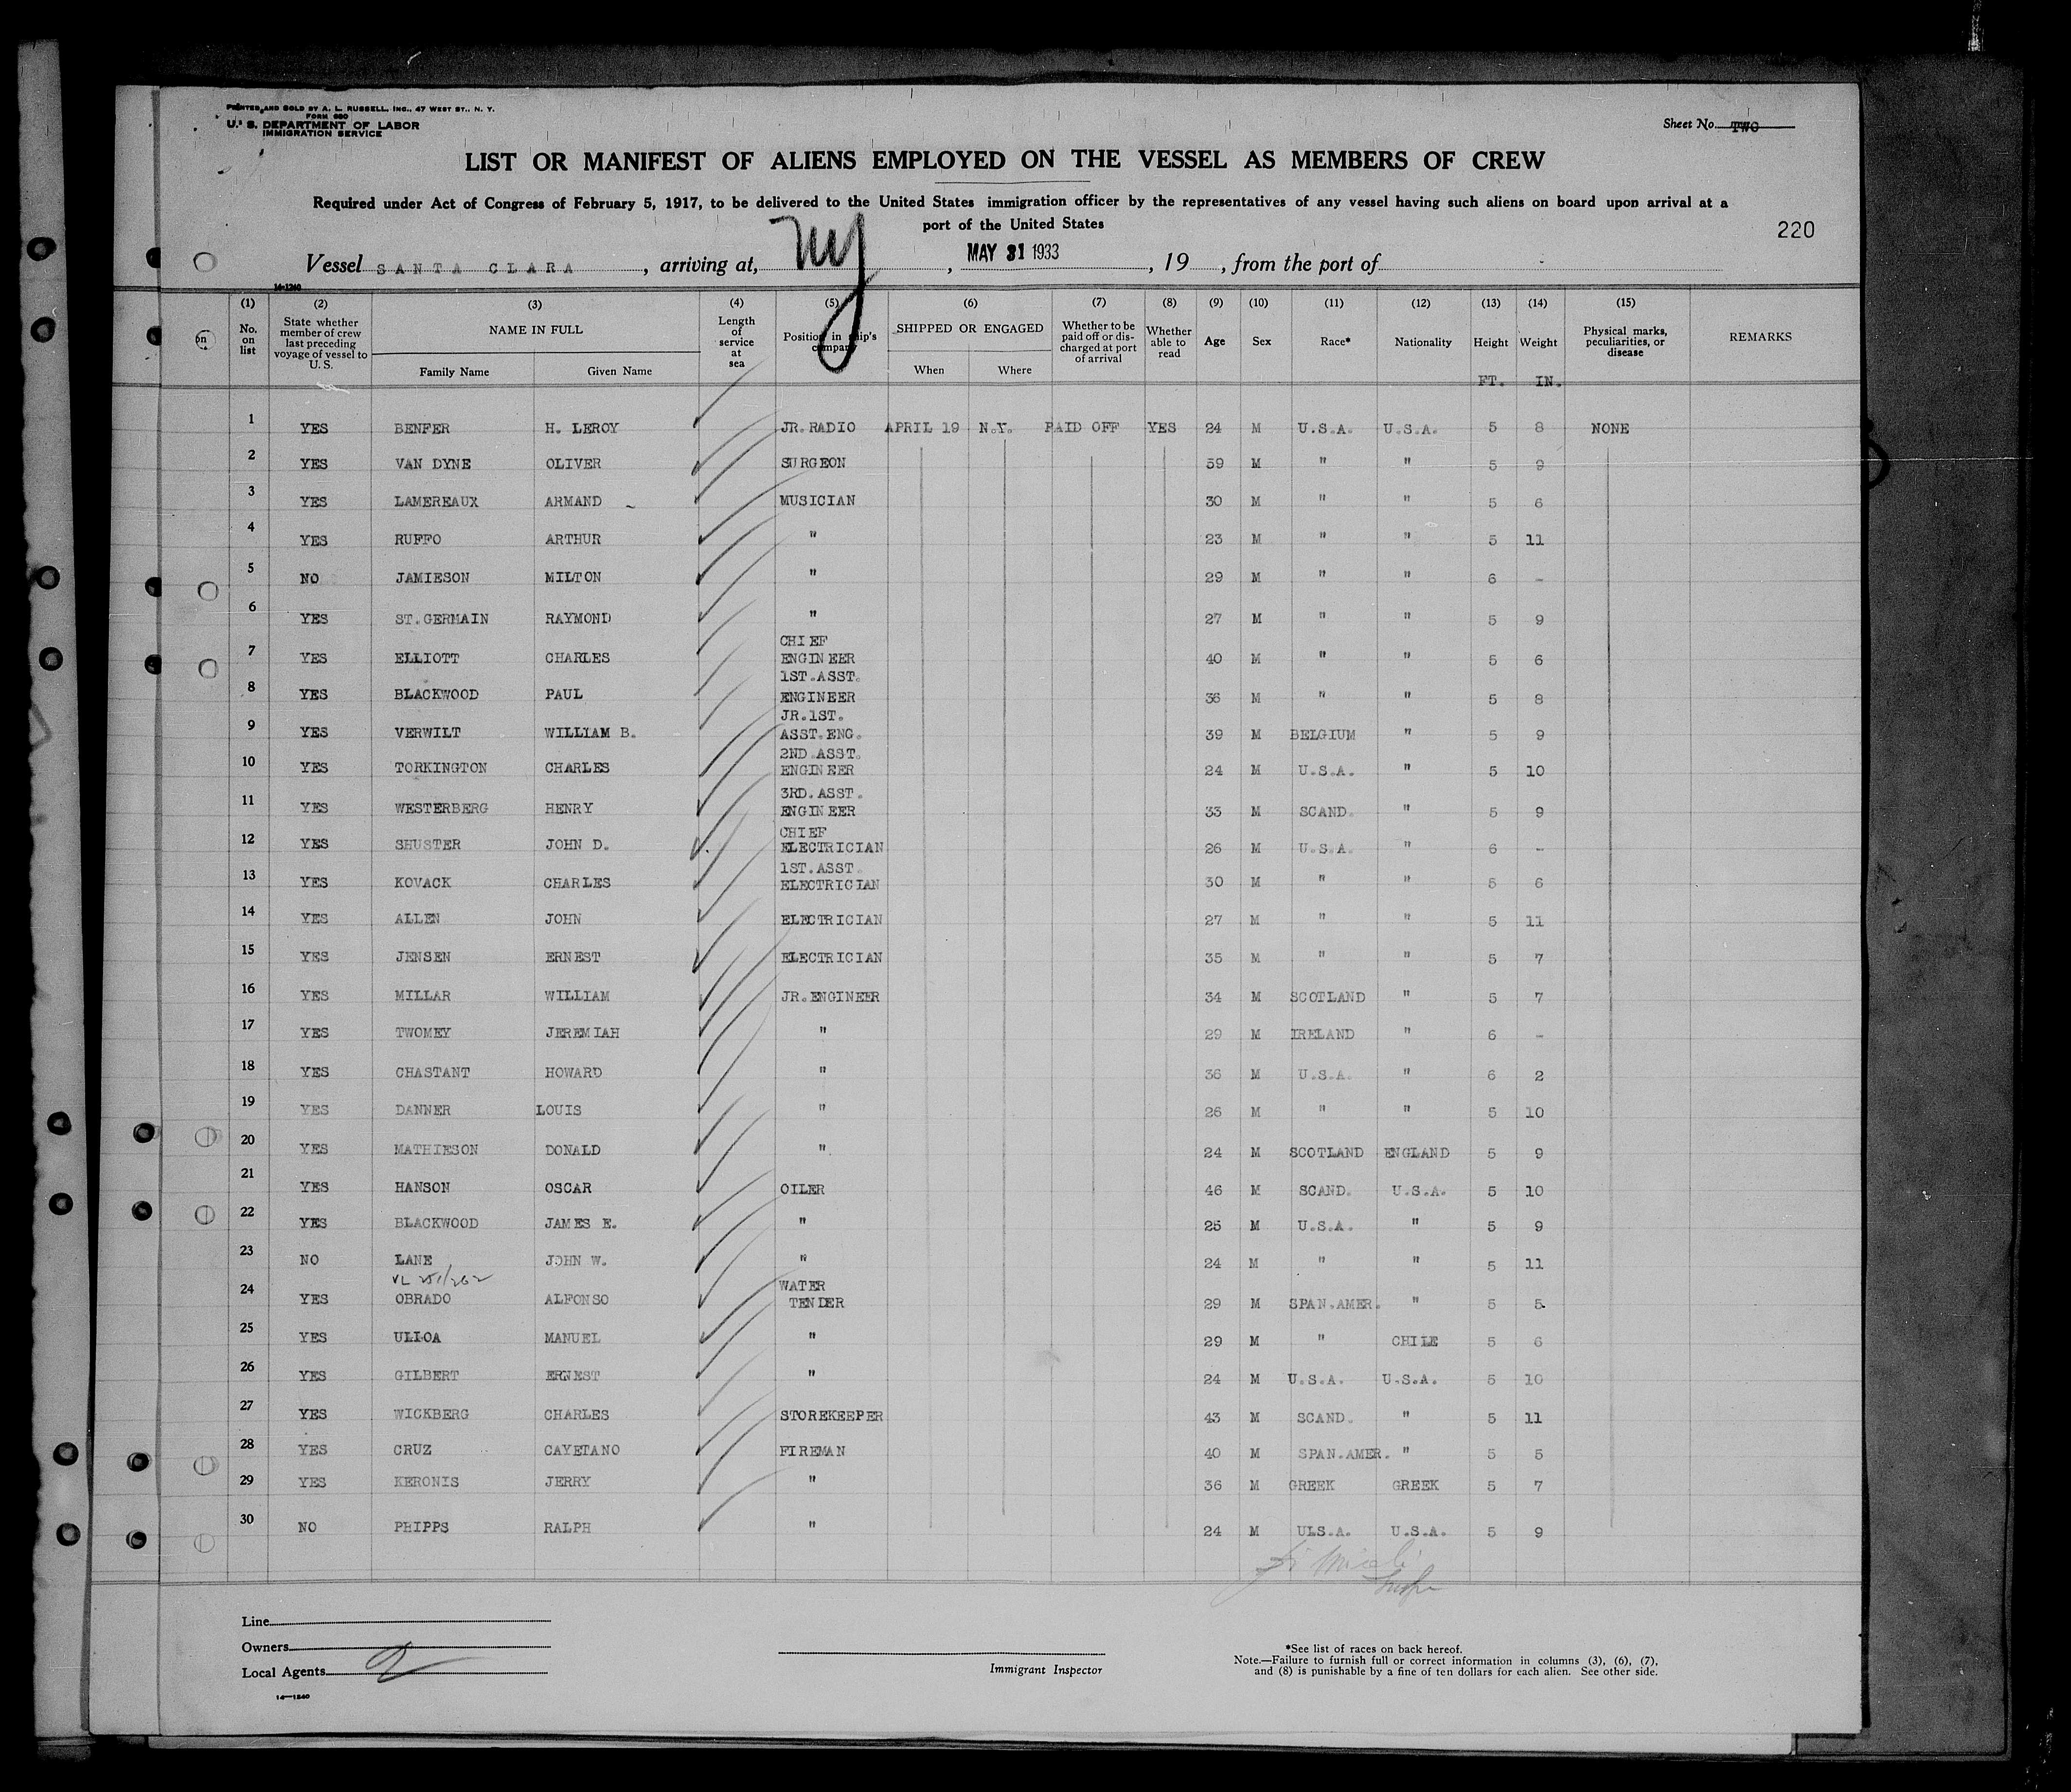 PRINTED AND SOLD BY A. L. RUSSELL, INC., 47 WEST ST., N. Y.
FORM 680
U. S. DEPARTMENT OF LABOR
IMMIGRATION SERVICE
Sheet No. TWO
LIST OR MANIFEST OF ALIENS EMPLOYED ON THE VESSEL AS MEMBERS OF CREW
Required under Act of Congress of February 5, 1917, to be delivered to the United States immigration officer by the representatives of any vessel having such aliens on board upon arrival at a
port of the United States
220
Vessel SANTA CLARA, arriving at, NY, MAY 31 1933, 19, from the port of
14-1240
(1) (2) (3) (4) (5) (6) (7) (8) (9) (10) (11) (12) (13) (14) (15)
No. on list
State whether member of crew last preceding voyage of vessel to U. S.
NAME IN FULL
Family Name Given Name
Length of service at sea
Position in ship's company
SHIPPED OR ENGAGED
When Where
Whether to be paid off or discharged at port of arrival
Whether able to read
Age Sex Race* Nationality Height Weight
FT. IN.
Physical marks, peculiarities, or disease
REMARKS
1 YES BENFER H. LEROY JR.RADIO APRIL 19 N.Y. PAID OFF YES 24 M U.S.A. U.S.A. 5 8 NONE
2 YES VAN DYNE OLIVER SURGEON 59 M " " 5 9
3 YES LAMEREAUX ARMAND MUSICIAN 30 M " " 5 6
4 YES RUFFO ARTHUR " 23 M " " 5 11
5 NO JAMIESON MILTON " 29 M " " 6 -
6 YES ST.GERMAIN RAYMOND " 27 M " " 5 9
7 YES ELLIOTT CHARLES CHIEF ENGINEER 40 M " " 5 6
8 YES BLACKWOOD PAUL 1ST.ASST. ENGINEER 36 M " " 5 8
9 YES VERWILT WILLIAM B. JR.1ST. ASST.ENG. 39 M BELGIUM " 5 9
10 YES TORKINGTON CHARLES 2ND.ASST. ENGINEER 24 M U.S.A. " 5 10
11 YES WESTERBERG HENRY 3RD.ASST. ENGINEER 33 M SCAND. " 5 9
12 YES SHUSTER JOHN D. CHIEF ELECTRICIAN 26 M U.S.A. " 6 -
13 YES KOVACK CHARLES 1ST.ASST. ELECTRICIAN 30 M " " 5 6
14 YES ALLEN JOHN ELECTRICIAN 27 M " " 5 11
15 YES JENSEN ERNEST ELECTRICIAN 35 M " " 5 7
16 YES MILLAR WILLIAM JR.ENGINEER 34 M SCOTLAND " 5 7
17 YES TWOMEY JEREMIAH " 29 M IRELAND " 6 -
18 YES CHASTANT HOWARD " 36 M U.S.A. " 6 2
19 YES DANNER LOUIS " 26 M " " 5 10
20 YES MATHIESON DONALD " 24 M SCOTLAND ENGLAND 5 9
21 YES HANSON OSCAR OILER 46 M SCAND. U.S.A. 5 10
22 YES BLACKWOOD JAMES E. " 25 M U.S.A. " 5 9
23 NO LANE JOHN W. " 24 M " " 5 11
24 YES OBRADO ALFONSO WATER TENDER 29 M SPAN.AMER. " 5 5
25 YES ULLOA MANUEL " 29 M " CHILE 5 6
26 YES GILBERT ERNEST " 24 M U.S.A. U.S.A. 5 10
27 YES WICKBERG CHARLES STOREKEEPER 43 M SCAND. " 5 11
28 YES CRUZ CAYETANO FIREMAN 40 M SPAN.AMER. " 5 5
29 YES KERONIS JERRY " 36 M GREEK GREEK 5 7
30 NO PHIPPS RALPH " 24 M ULS.A. U.S.A. 5 9
Line
Owners
Local Agents
14-1240
Immigrant Inspector
*See list of races on back hereof.
Note.—Failure to furnish full or correct information in columns (3), (6), (7),
and (8) is punishable by a fine of ten dollars for each alien. See other side.